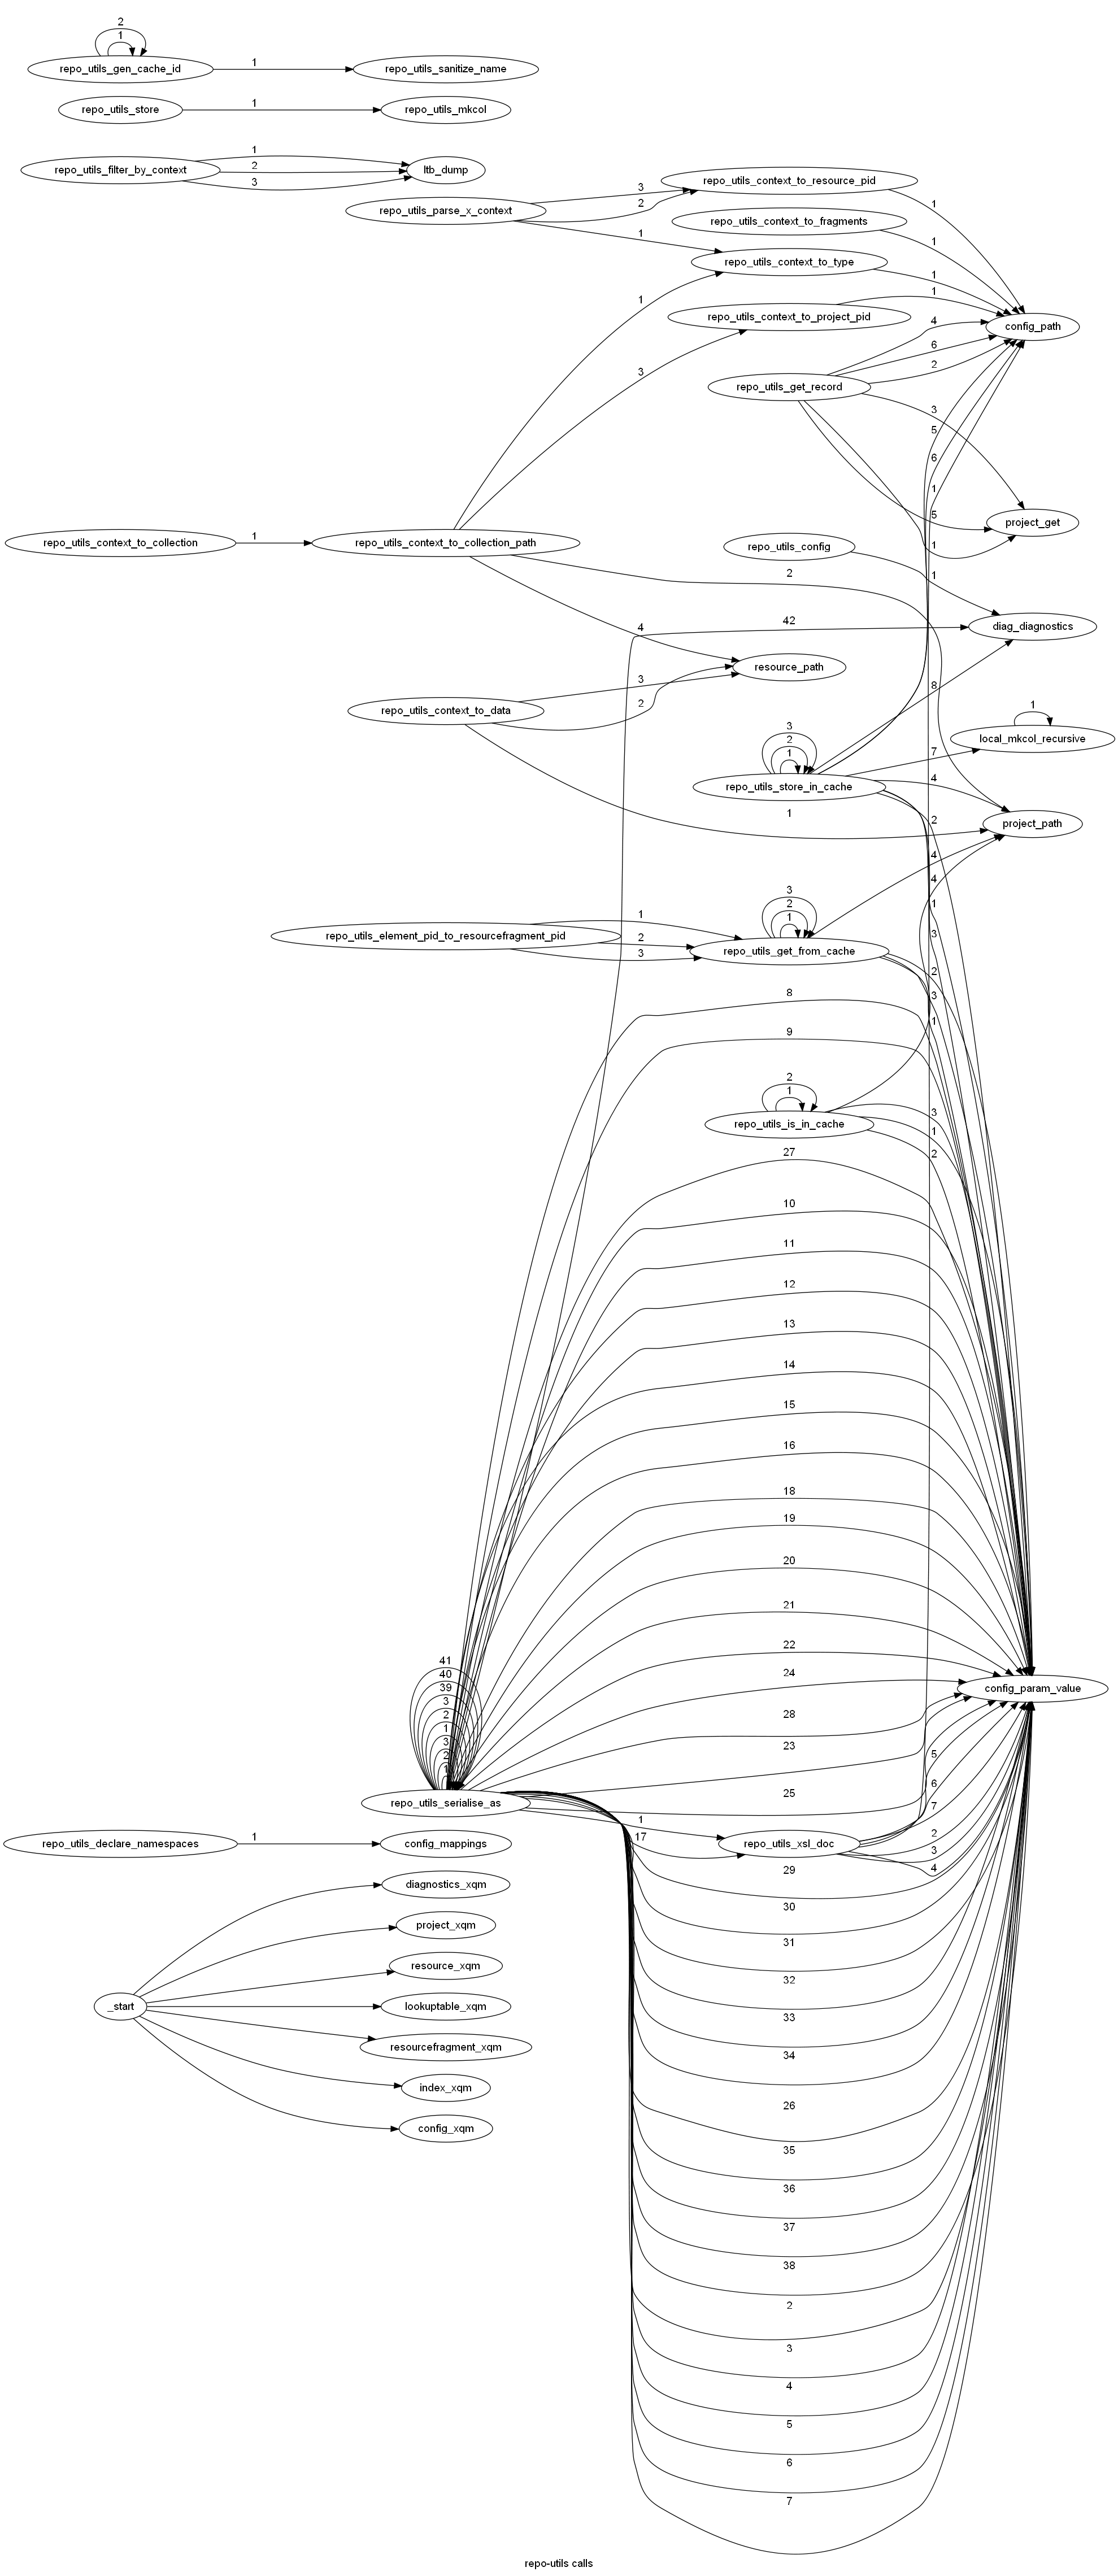 2
1
repo_utils_gen_cache_id
1
repo_utils_sanitize_name
repo_utils_store
1
repo_utils_mkcol
repo_utils_filter_by_context
1
2
3
ltb_dump
repo_utils_parse_x_context
3
2
1
repo_utils_context_to_resource_pid
1
repo_utils_context_to_fragments
1
repo_utils_context_to_type
1
1
repo_utils_context_to_project_pid
1
config_path
3
repo_utils_get_record
4
6
2
3
5
6
1
5
1
project_get
repo_utils_context_to_collection
1
repo_utils_context_to_collection_path
repo_utils_config
2
1
42
diag_diagnostics
4
resource_path
3
2
repo_utils_context_to_data
8
1
local_mkcol_recursive
3
2
1
repo_utils_store_in_cache
7
4
2
1
project_path
4
4
1
3
repo_utils_element_pid_to_resourcefragment_pid
1
2
3
3
2
1
repo_utils_get_from_cache
2
3
1
8
9
2
1
repo_utils_is_in_cache
3
1
2
27
10
11
12
13
14
15
16
18
19
20
21
22
24
28
23
25
config_param_value
41
40
39
3
2
1
3
2
1
repo_utils_serialise_as
1
17
repo_utils_xsl_doc
5
6
7
2
3
4
repo_utils_declare_namespaces
1
config_mappings
29
30
31
32
33
34
26
35
36
37
38
2
3
4
5
6
7
_start
diagnostics_xqm
project_xqm
resource_xqm
lookuptable_xqm
resourcefragment_xqm
index_xqm
config_xqm
repo-utils calls